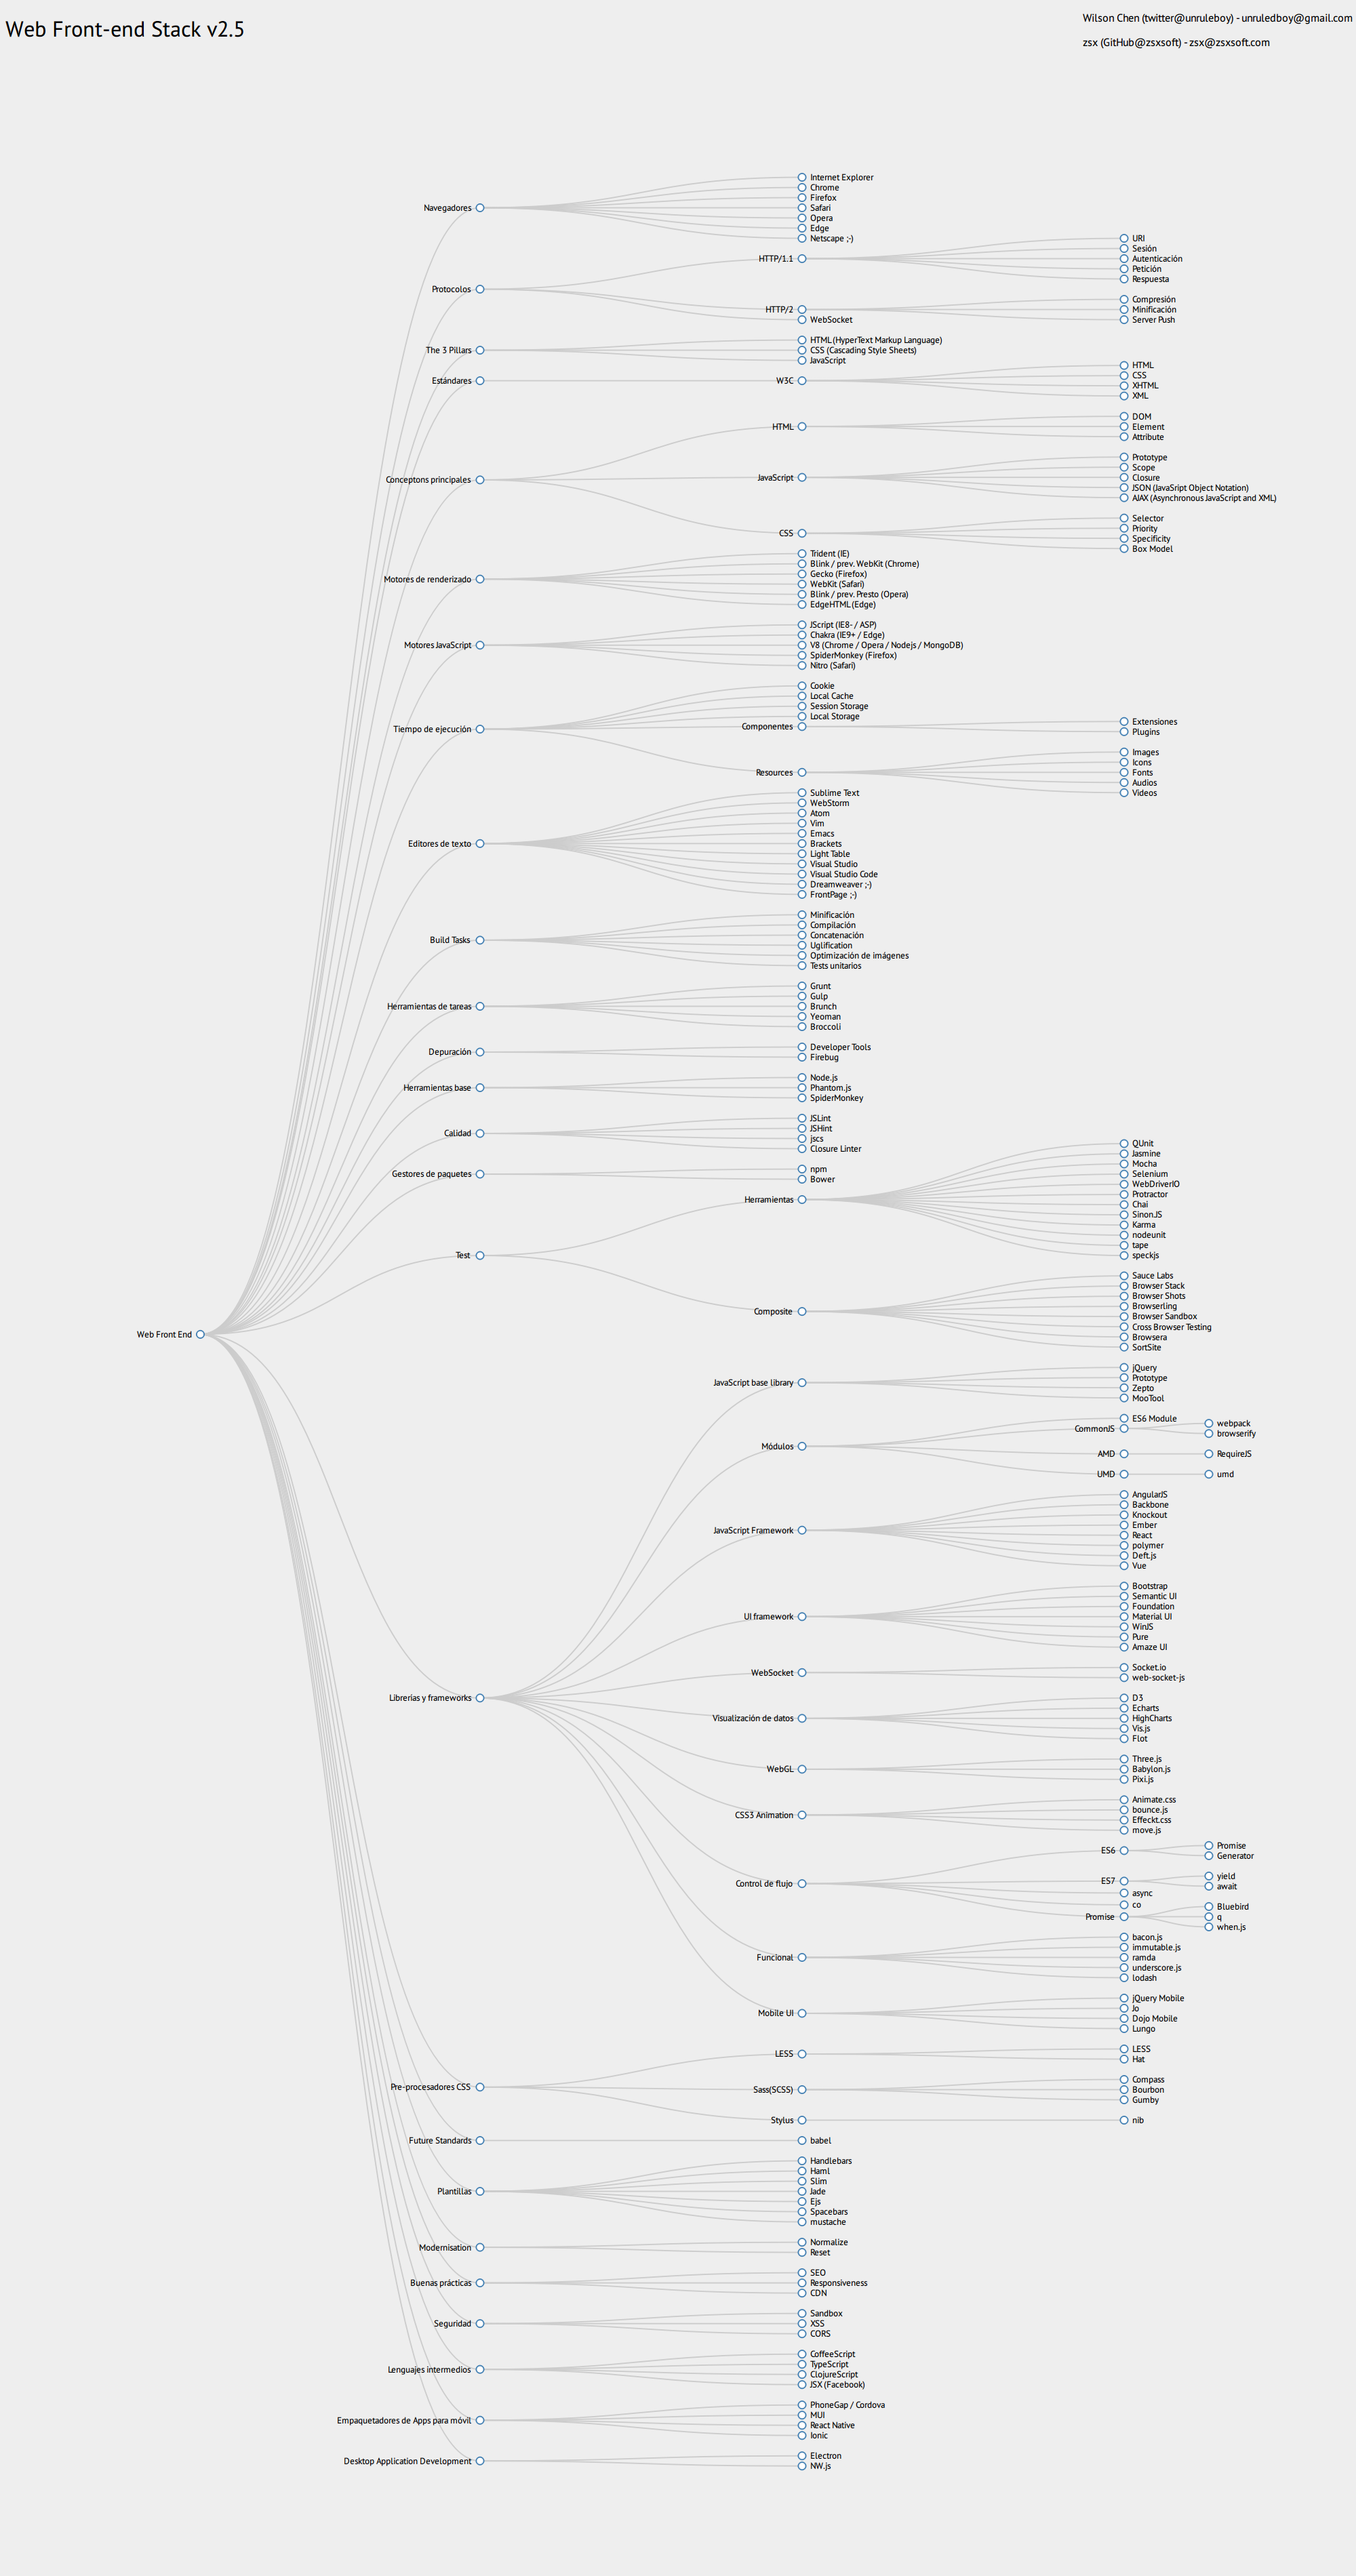 Web Front-end Stack v2.5
Wilson Chen (twitter@unruleboy) - unruledboy@gmail.com
zsx (GitHub@zsxsoft) - zsx@zsxsoft.com
Web Front End
Navegadores
Internet Explorer
Chrome
Firefox
Safari
Opera
Edge
Netscape ;-)
Protocolos
HTTP/1.1
URI
Sesión
Autenticación
Petición
Respuesta
HTTP/2
Compresión
Minificación
Server Push
WebSocket
The 3 Pillars
HTML (HyperText Markup Language)
CSS (Cascading Style Sheets)
JavaScript
Estándares
W3C
HTML
CSS
XHTML
XML
Conceptons principales
HTML
DOM
Element
Attribute
JavaScript
Prototype
Scope
Closure
JSON (JavaSript Object Notation)
AJAX (Asynchronous JavaScript and XML)
CSS
Selector
Priority
Specificity
Box Model
Motores de renderizado
Trident (IE)
Blink / prev. WebKit (Chrome)
Gecko (Firefox)
WebKit (Safari)
Blink / prev. Presto (Opera)
EdgeHTML (Edge)
Motores JavaScript
JScript (IE8- / ASP)
Chakra (IE9+ / Edge)
V8 (Chrome / Opera / Nodejs / MongoDB)
SpiderMonkey (Firefox)
Nitro (Safari)
Tiempo de ejecución
Cookie
Local Cache
Session Storage
Local Storage
Componentes
Extensiones
Plugins
Resources
Images
Icons
Fonts
Audios
Videos
Editores de texto
Sublime Text
WebStorm
Atom
Vim
Emacs
Brackets
Light Table
Visual Studio
Visual Studio Code
Dreamweaver ;-)
FrontPage ;-)
Build Tasks
Minificación
Compilación
Concatenación
Uglification
Optimización de imágenes
Tests unitarios
Herramientas de tareas
Grunt
Gulp
Brunch
Yeoman
Broccoli
Depuración
Developer Tools
Firebug
Herramientas base
Node.js
Phantom.js
SpiderMonkey
Calidad
JSLint
JSHint
jscs
Closure Linter
Gestores de paquetes
npm
Bower
Test
Herramientas
QUnit
Jasmine
Mocha
Selenium
WebDriverIO
Protractor
Chai
Sinon.JS
Karma
nodeunit
tape
speckjs
Composite
Sauce Labs
Browser Stack
Browser Shots
Browserling
Browser Sandbox
Cross Browser Testing
Browsera
SortSite
Librerias y frameworks
JavaScript base library
jQuery
Prototype
Zepto
MooTool
Módulos
ES6 Module
CommonJS
webpack
browserify
AMD
RequireJS
UMD
umd
JavaScript Framework
AngularJS
Backbone
Knockout
Ember
React
polymer
Deft.js
Vue
UI framework
Bootstrap
Semantic UI
Foundation
Material UI
WinJS
Pure
Amaze UI
WebSocket
Socket.io
web-socket-js
Visualización de datos
D3
Echarts
HighCharts
Vis.js
Flot
WebGL
Three.js
Babylon.js
Pixi.js
CSS3 Animation
Animate.css
bounce.js
Effeckt.css
move.js
Control de flujo
ES6
Promise
Generator
ES7
yield
await
async
co
Promise
Bluebird
q
when.js
Funcional
bacon.js
immutable.js
ramda
underscore.js
lodash
Mobile UI
jQuery Mobile
Jo
Dojo Mobile
Lungo
Pre-procesadores CSS
LESS
LESS
Hat
Sass(SCSS)
Compass
Bourbon
Gumby
Stylus
nib
Future Standards
babel
Plantillas
Handlebars
Haml
Slim
Jade
Ejs
Spacebars
mustache
Modernisation
Normalize
Reset
Buenas prácticas
SEO
Responsiveness
CDN
Seguridad
Sandbox
XSS
CORS
Lenguajes intermedios
CoffeeScript
TypeScript
ClojureScript
JSX (Facebook)
Empaquetadores de Apps para móvil
PhoneGap / Cordova
MUI
React Native
Ionic
Desktop Application Development
Electron
NW.js